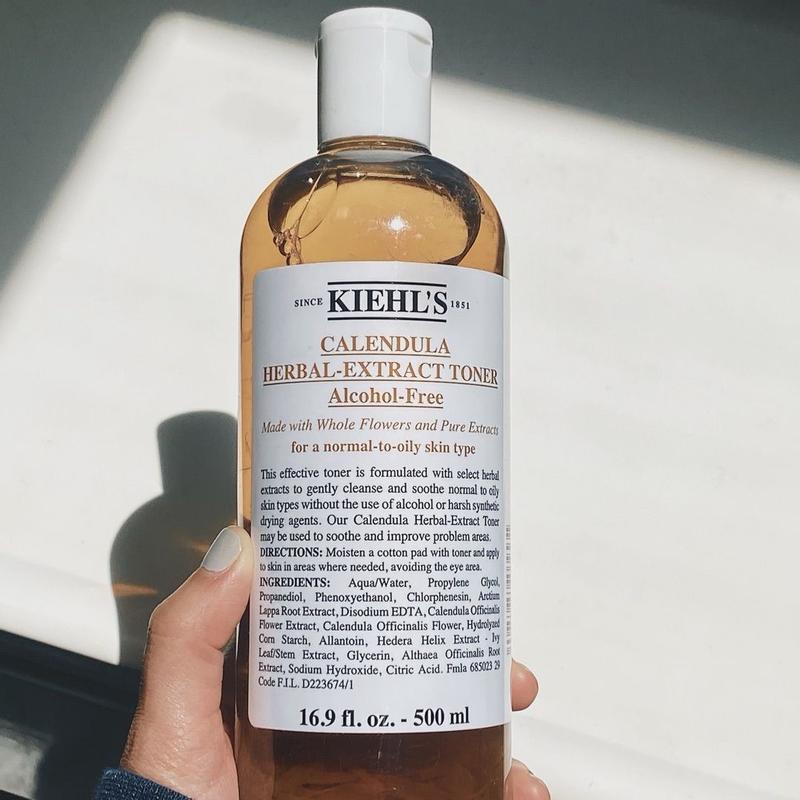 SINCE KIEHL'S 1851
CALENDULA
HERBAL-EXTRACT TONER
Alcohol-Free
Made with Whole Flowers and Pure Extracts
for a normal-to-oily skin type
This effective toner is formulated with select herbal
extracts to gently cleanse and soothe normal to oily
skin types without the use of alcohol or harsh synthetic
drying agents. Our Calendula Herbal-Extract Toner
may be used to soothe and improve problem areas.
DIRECTIONS: Moisten a cotton pad with toner and apply
to skin in areas where needed, avoiding the eye area.
INGREDIENTS: Aqua/Water, Propylene Glycol,
Propanediol, Phenoxyethanol, Chlorphenesin, Arctium
Lappa Root Extract, Disodium EDTA, Calendula Officinalis
Flower Extract, Calendula Officinalis Flower, Hydrolyzed
Corn Starch, Allantoin, Hedera Helix Extract - Ivy
Leaf/Stem Extract, Glycerin, Althaea Officinalis Root
Extract, Sodium Hydroxide, Citric Acid. Fmla 685023 29
Code F.I.L. D223674/1
16.9 fl. oz. - 500 ml